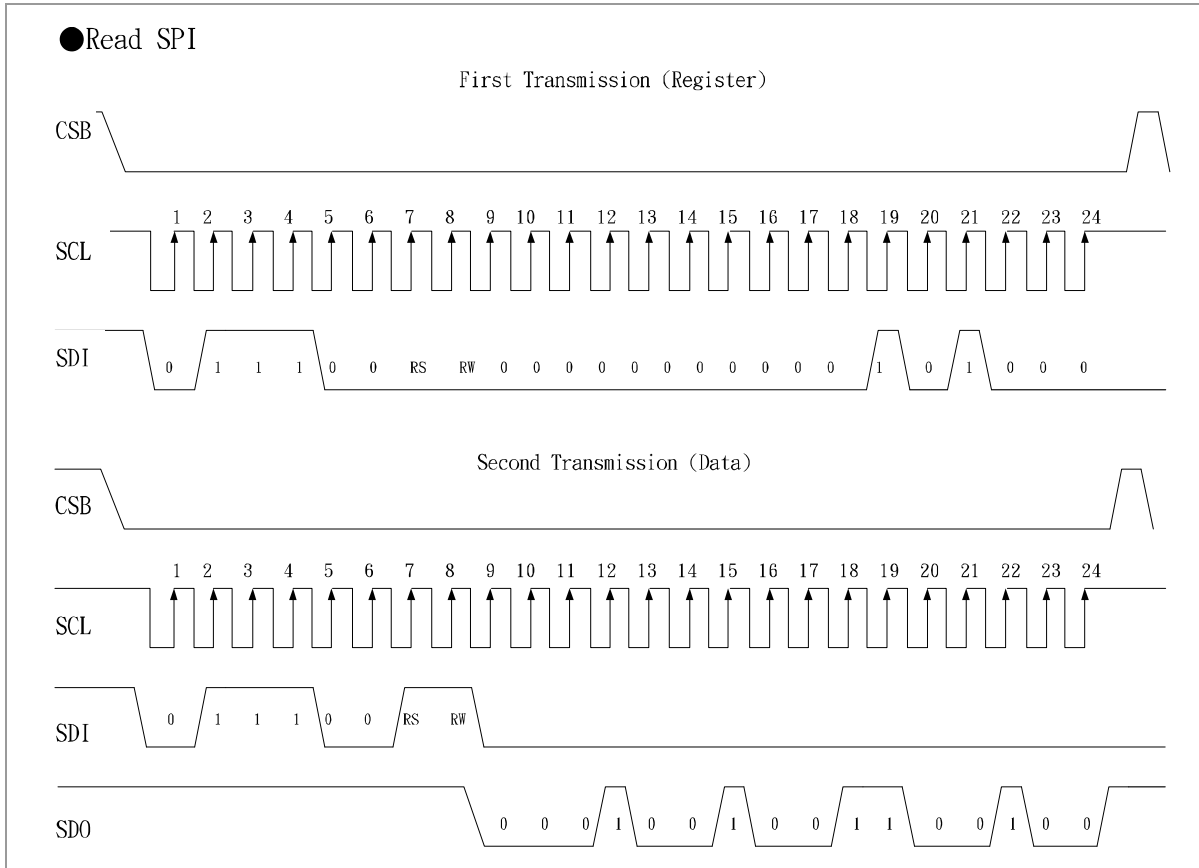 ●Read SPI
First Transmission (Register)
CSB
1 2 3 4 5 6 7 8 9 10 11 12 13 14 15 16 17 18 19 20 21 22 23 24
SCL
SDI 0 1 1 1 0 0 RS RW 0 0 0 0 0 0 0 0 0 0 1 0 1 0 0 0
Second Transmission (Data)
CSB
1 2 3 4 5 6 7 8 9 10 11 12 13 14 15 16 17 18 19 20 21 22 23 24
SCL
SDI 0 1 1 1 0 0 RS RW
SDO 0 0 0 1 0 0 1 0 0 1 1 0 0 1 0 0